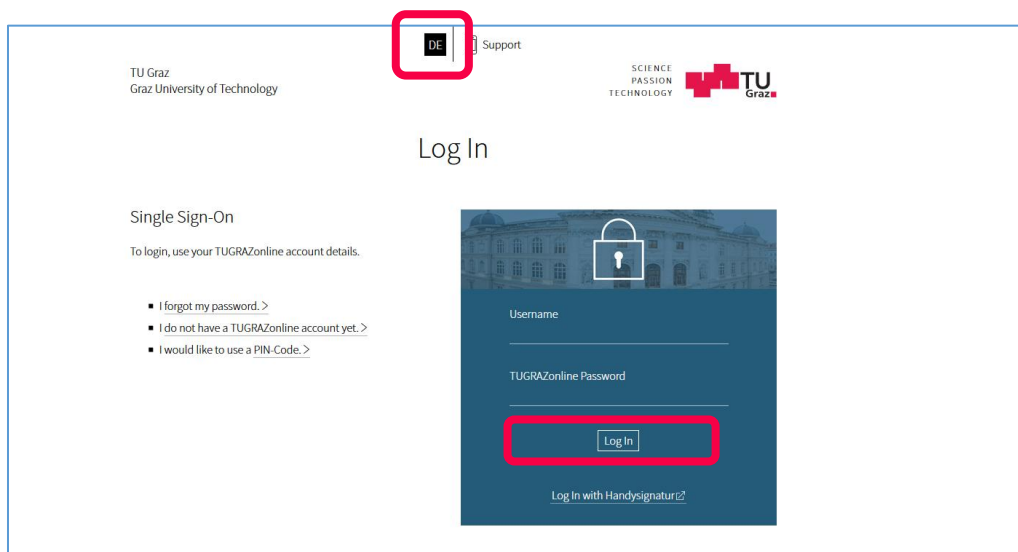 DE
Support
TU Graz
Graz University of Technology
SCIENCE
PASSION
TECHNOLOGY
TU
Graz
Log In
Single Sign-On
To login, use your TUGRAZonline account details.
I forgot my password. >
I do not have a TUGRAZonline account yet. >
I would like to use a PIN-Code. >
Username
TUGRAZonline Password
Log In
Log In with Handysignatur